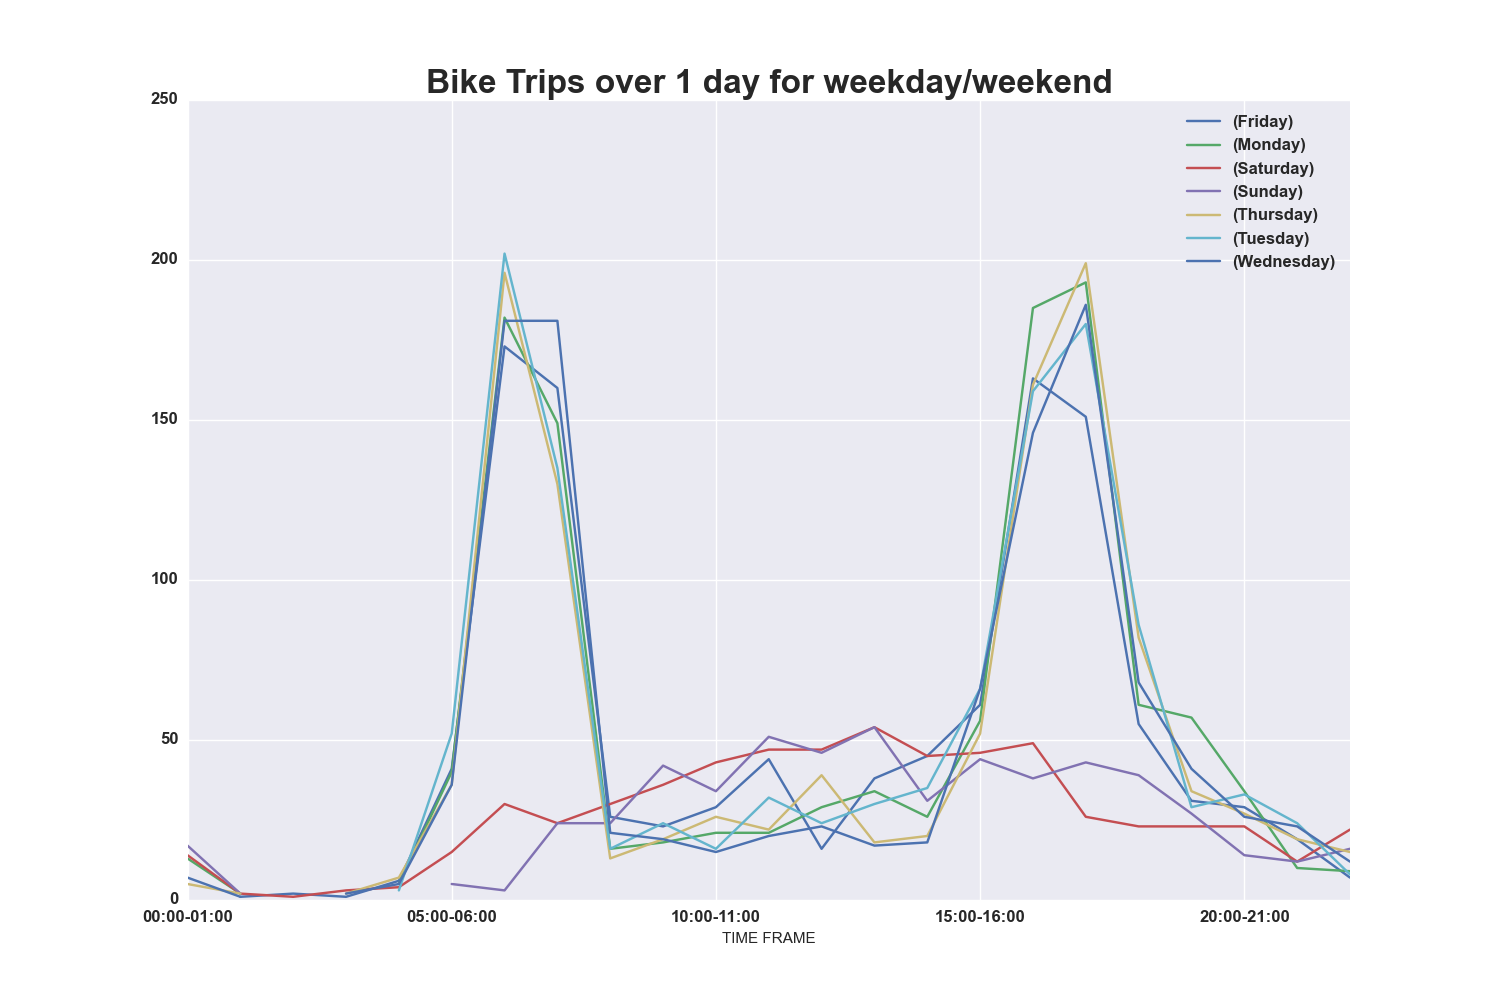 Bike Trips over 1 day for weekday/weekend
250
200
150
100
50
0
(Friday)
(Monday)
(Saturday)
(Sunday)
(Thursday)
(Tuesday)
(Wednesday)
00:00-01:00 05:00-06:00 10:00-11:00 15:00-16:00 20:00-21:00
TIME FRAME